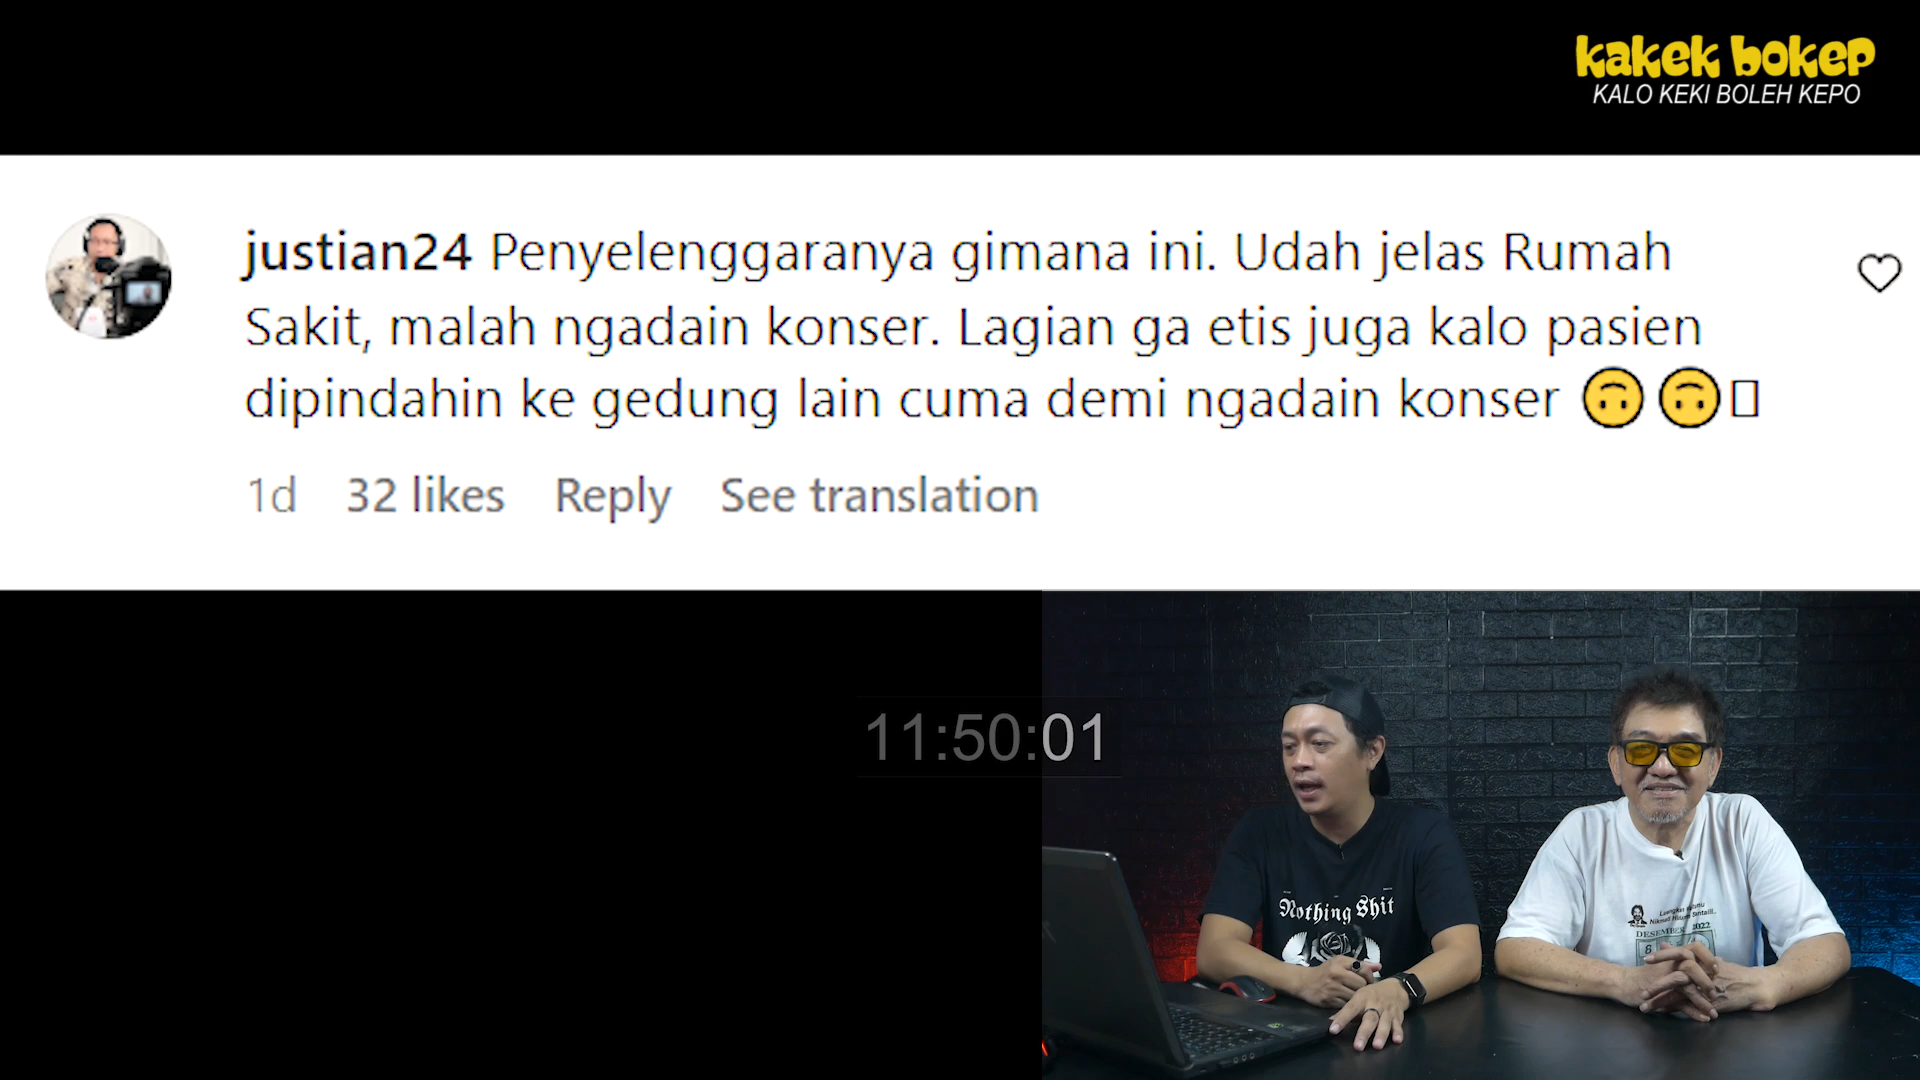 kakek bokep
KALO KEKI BOLEH KEPO
justian24 Penyelenggaranya gimana ini. Udah jelas Rumah
Sakit, malah ngadain konser. Lagian ga etis juga kalo pasien
dipindahin ke gedung lain cuma demi ngadain konser 🙃🙃
1d 32 likes Reply See translation
11:50:01
Nothing Shit
DESEMBER 2022